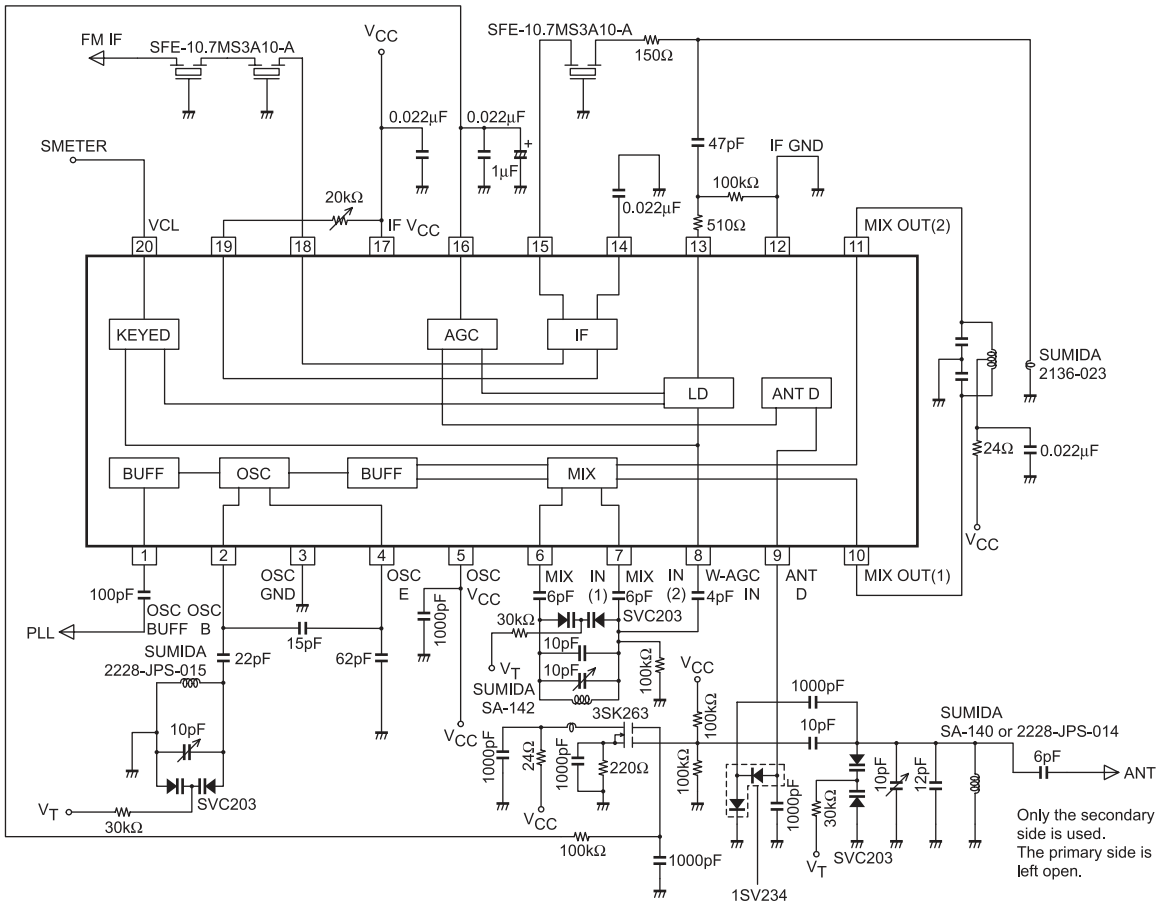 FM IF
SFE-10.7MS3A10-A
VCC
SFE-10.7MS3A10-A
150Ω
SMETER
0.022µF
0.022µF
1µF
+
47pF
IF GND
100kΩ
0.022µF
20kΩ
510Ω
VCL
IF VCC
MIX OUT(2)
20
19
18
17
16
15
14
13
12
11
KEYED
AGC
IF
LD
ANT D
SUMIDA
2136-023
24Ω
0.022µF
VCC
BUFF
OSC
BUFF
MIX
1
2
3
4
5
6
7
8
9
10
MIX OUT(1)
100pF
OSC
BUFF
OSC
B
OSC
GND
OSC
E
OSC
VCC
MIX
IN
(1)
MIX
IN
(2)
W-AGC
IN
ANT
D
PLL
15pF
1000pF
6pF
6pF
4pF
SVC203
30kΩ
SUMIDA
2228-JPS-015
22pF
62pF
10pF
VT
10pF
SUMIDA
SA-142
100kΩ
VCC
100kΩ
1000pF
10pF
10pF
SVC203
VT
30kΩ
VCC
1000pF
24Ω
VCC
1000pF
220Ω
3SK263
100kΩ
SUMIDA
SA-140 or 2228-JPS-014
6pF
ANT
1000pF
30kΩ
10pF
12pF
VT
SVC203
1SV234
100kΩ
1000pF
Only the secondary
side is used.
The primary side is
left open.